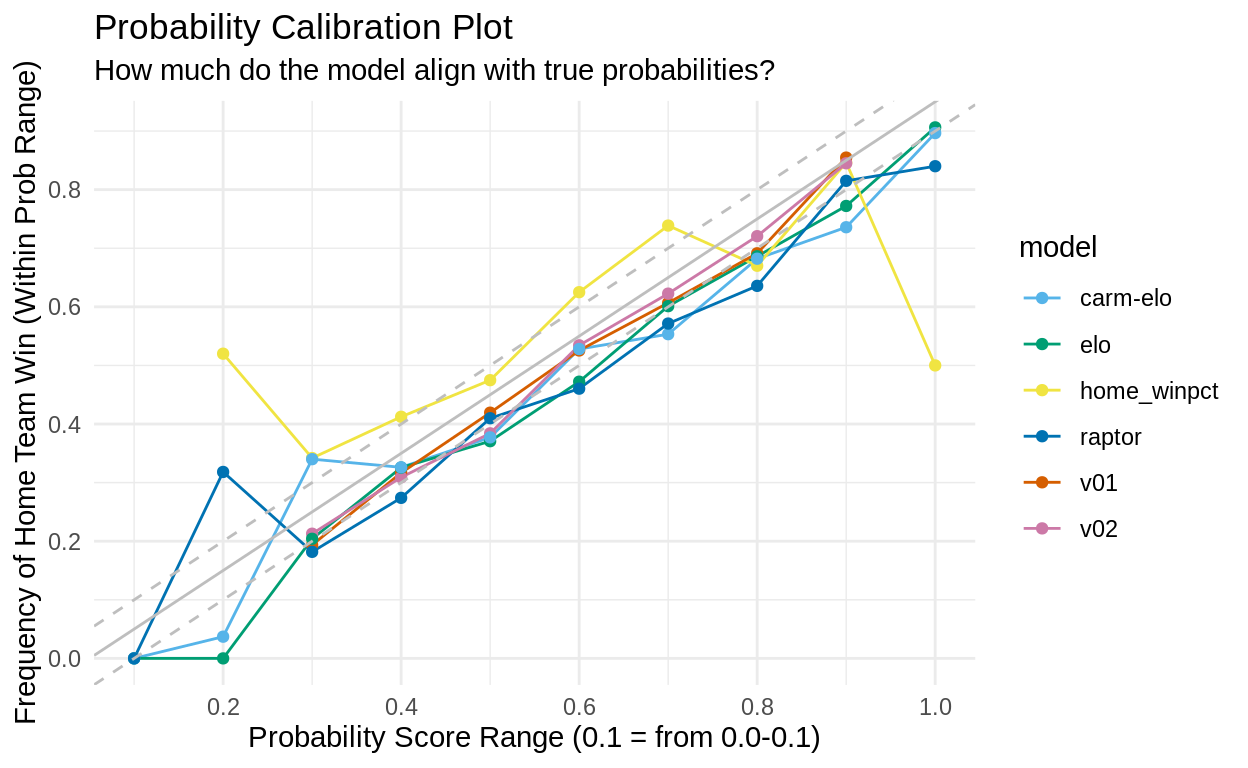 Probability Calibration Plot
How much do the model align with true probabilities?
Frequency of Home Team Win (Within Prob Range)
0.8
0.6
0.4
0.2
0.0
0.2 0.4 0.6 0.8 1.0
Probability Score Range (0.1 = from 0.0-0.1)
model
carm-elo
elo
home_winpct
raptor
v01
v02